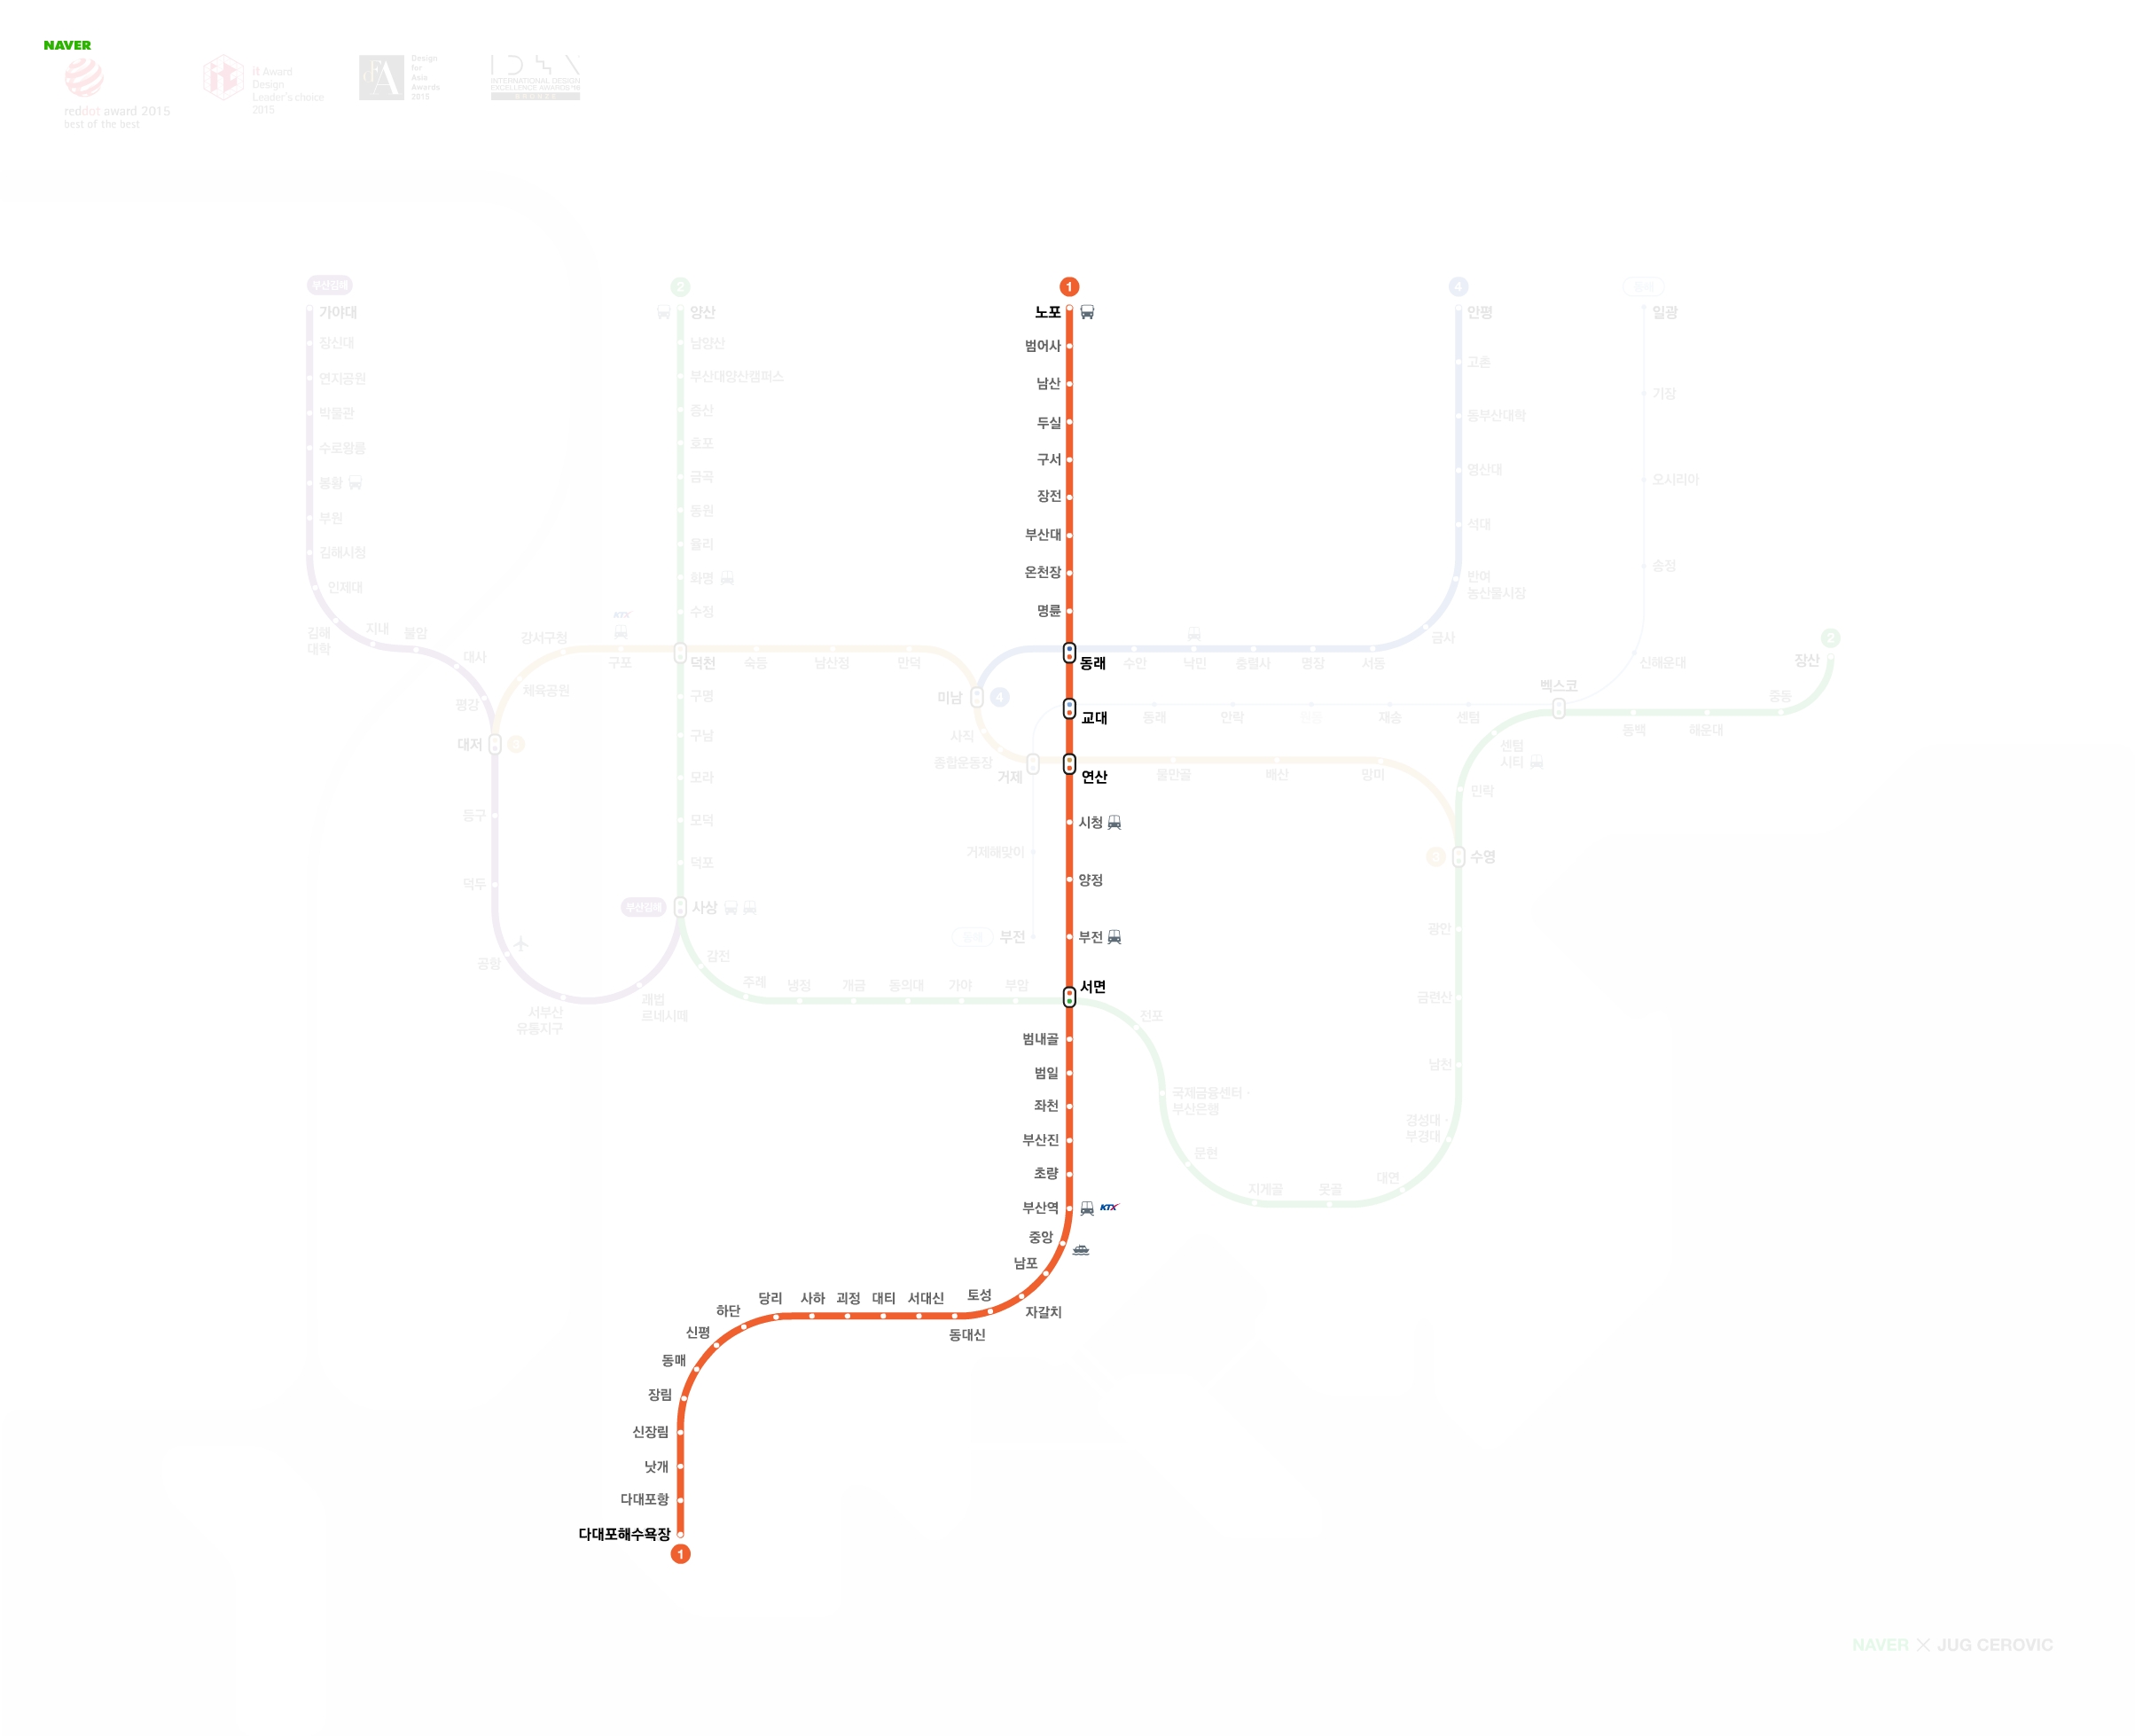 NAVER
reddot award 2015
best of the best
it Award
Design
Leader's choice
2015
Design
for
Asia
Awards
2015
INTERNATIONAL DESIGN
EXCELLENCE AWARDS '16
부산김해
가야대
장신대
연지공원
박물관
수로왕릉
봉황
부원
김해시청
인제대
김해
대학
지내
불암
대사
평강
대저
3
등구
덕두
공항
서부산
유통지구
괘법
르네시떼
부산김해
사상
2
양산
남양산
부산대양산캠퍼스
증산
호포
금곡
동원
율리
화명
수정
덕천
구명
구남
모라
모덕
덕포
감전
주레
냉정
개금
동의대
가야
부암
강서구청
체육공원
KTX
구포
숙등
남산정
만덕
미남
4
사직
종합운동장
거제
거제해맞이
동해
부전
1
노포
범어사
남산
두실
구서
장전
부산대
온천장
명륜
동래
교대
연산
시청
양정
부전
서면
범내골
범일
좌천
부산진
초량
부산역
KTX
중앙
남포
자갈치
토성
동대신
서대신
대티
괴정
사하
당리
하단
신평
동매
장림
신장림
낫개
다대포항
다대포해수욕장
1
4
안평
고촌
동부산대학
영산대
석대
반여
농산물시장
금사
서동
명장
충렬사
낙민
수안
동해
일광
기장
오시리아
송정
신해운대
벡스코
센텀
재송
안락
동래
2
장산
중동
해운대
동백
센텀
시티
민락
3
수영
물만골
배산
망미
광안
금련산
남천
경성대 ·
부경대
대연
못골
지게골
문현
국제금융센터 ·
부산은행
전포
NAVER × JUG CEROVIC